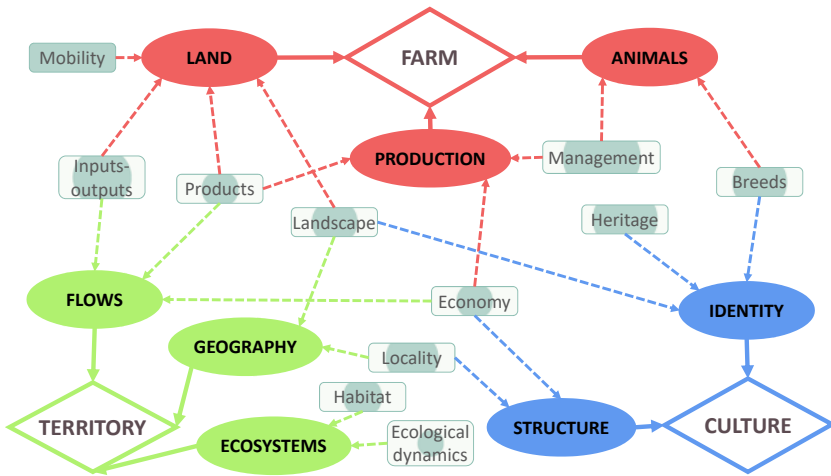 Mobility
LAND
FARM
ANIMALS
PRODUCTION
Management
Inputs-
outputs
Products
Breeds
Landscape
Heritage
FLOWS
Economy
IDENTITY
GEOGRAPHY
Locality
Habitat
TERRITORY
STRUCTURE
CULTURE
ECOSYSTEMS
Ecological
dynamics